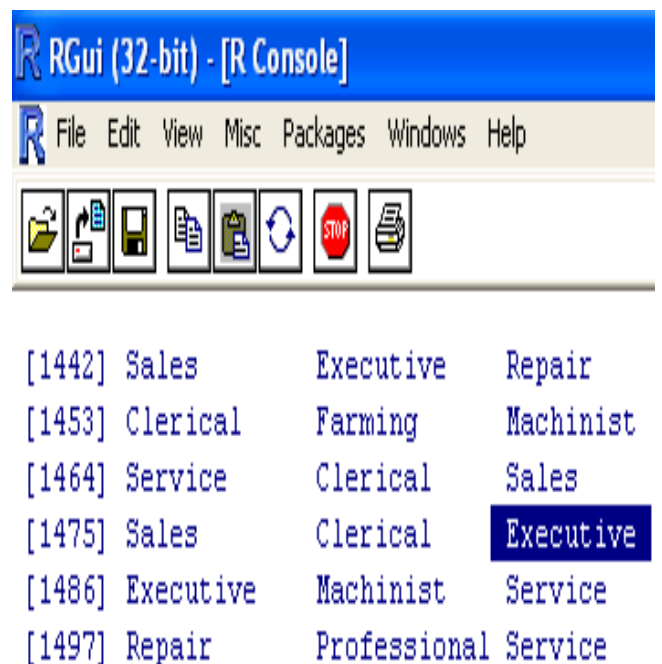 RGui (32-bit) - [R Console]
File Edit View Misc Packages Windows Help
STOP
[1442] Sales Executive Repair
[1453] Clerical Farming Machinist
[1464] Service Clerical Sales
[1475] Sales Clerical Executive
[1486] Executive Machinist Service
[1497] Repair Professional Service